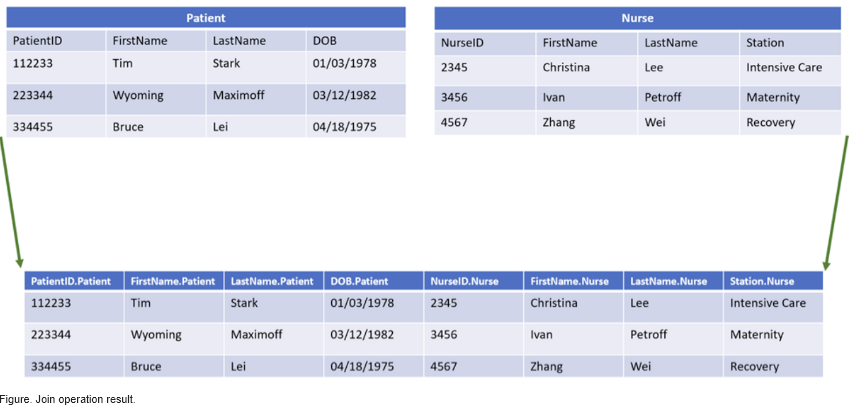 Patient
PatientID FirstName LastName DOB
112233 Tim Stark 01/03/1978
223344 Wyoming Maximoff 03/12/1982
334455 Bruce Lei 04/18/1975
Nurse
NurseID FirstName LastName Station
2345 Christina Lee Intensive Care
3456 Ivan Petroff Maternity
4567 Zhang Wei Recovery
PatientID.Patient FirstName.Patient LastName.Patient DOB.Patient NurseID.Nurse FirstName.Nurse LastName.Nurse Station.Nurse
112233 Tim Stark 01/03/1978 2345 Christina Lee Intensive Care
223344 Wyoming Maximoff 03/12/1982 3456 Ivan Petroff Maternity
334455 Bruce Lei 04/18/1975 4567 Zhang Wei Recovery
Figure. Join operation result.